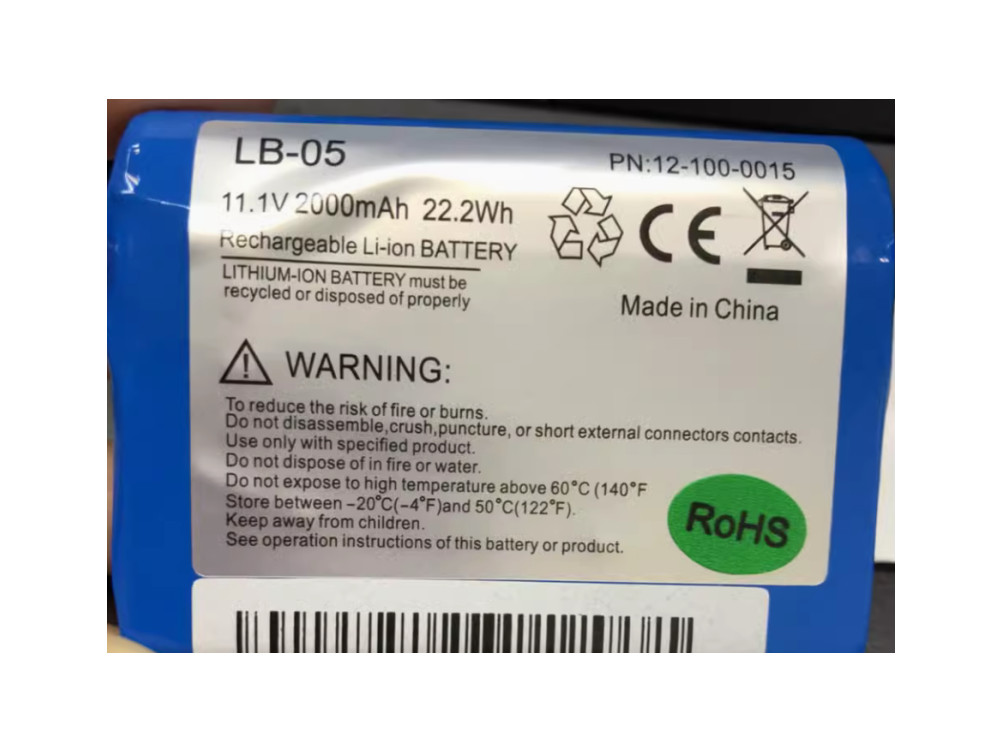 LB-05
PN:12-100-0015
11.1V 2000mAh 22.2Wh
Rechargeable Li-ion BATTERY
LITHIUM-ION BATTERY must be
recycled or disposed of properly
CE
Made in China
WARNING:
To reduce the risk of fire or burns.
Do not disassemble,crush,puncture, or short external connectors contacts.
Use only with specified product.
Do not dispose of in fire or water.
Do not expose to high temperature above 60°C (140°F
Store between −20°C(−4°F)and 50°C(122°F).
Keep away from children.
See operation instructions of this battery or product.
RoHS